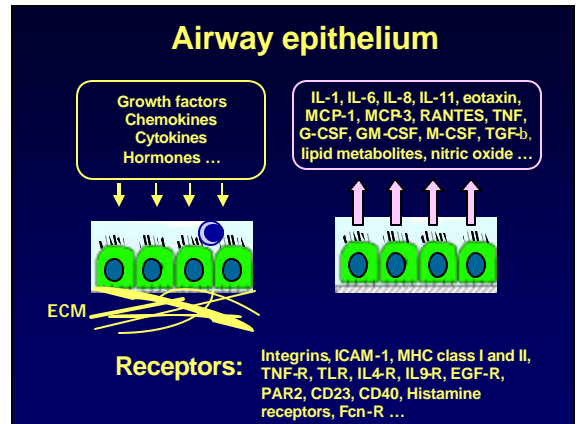 Airway epithelium
Growth factors
Chemokines
Cytokines
Hormones …
IL-1, IL-6, IL-8, IL-11, eotaxin,
MCP-1, MCP-3, RANTES, TNF,
G-CSF, GM-CSF, M-CSF, TGF-b,
lipid metabolites, nitric oxide …
ECM
Receptors:
Integrins, ICAM-1, MHC class I and II,
TNF-R, TLR, IL4-R, IL9-R, EGF-R,
PAR2, CD23, CD40, Histamine
receptors, Fcn-R …